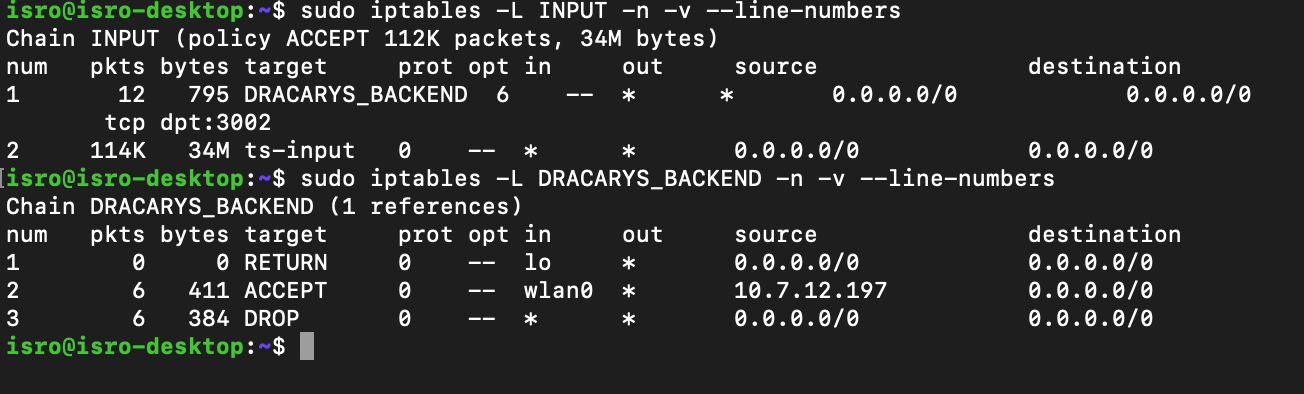 isro@isro-desktop:~$ sudo iptables -L INPUT -n -v --line-numbers
Chain INPUT (policy ACCEPT 112K packets, 34M bytes)
num   pkts bytes target     prot opt in     out     source               destination
1       12   795 DRACARYS_BACKEND  6    --  *      *       0.0.0.0/0            0.0.0.0/0
       tcp dpt:3002
2     114K   34M ts-input   0    --  *      *       0.0.0.0/0            0.0.0.0/0
[isro@isro-desktop:~$ sudo iptables -L DRACARYS_BACKEND -n -v --line-numbers
Chain DRACARYS_BACKEND (1 references)
num   pkts bytes target     prot opt in     out     source               destination
1        0     0 RETURN     0    --  lo     *       0.0.0.0/0            0.0.0.0/0
2        6   411 ACCEPT     0    --  wlan0  *       10.7.12.197          0.0.0.0/0
3        6   384 DROP       0    --  *      *       0.0.0.0/0            0.0.0.0/0
isro@isro-desktop:~$